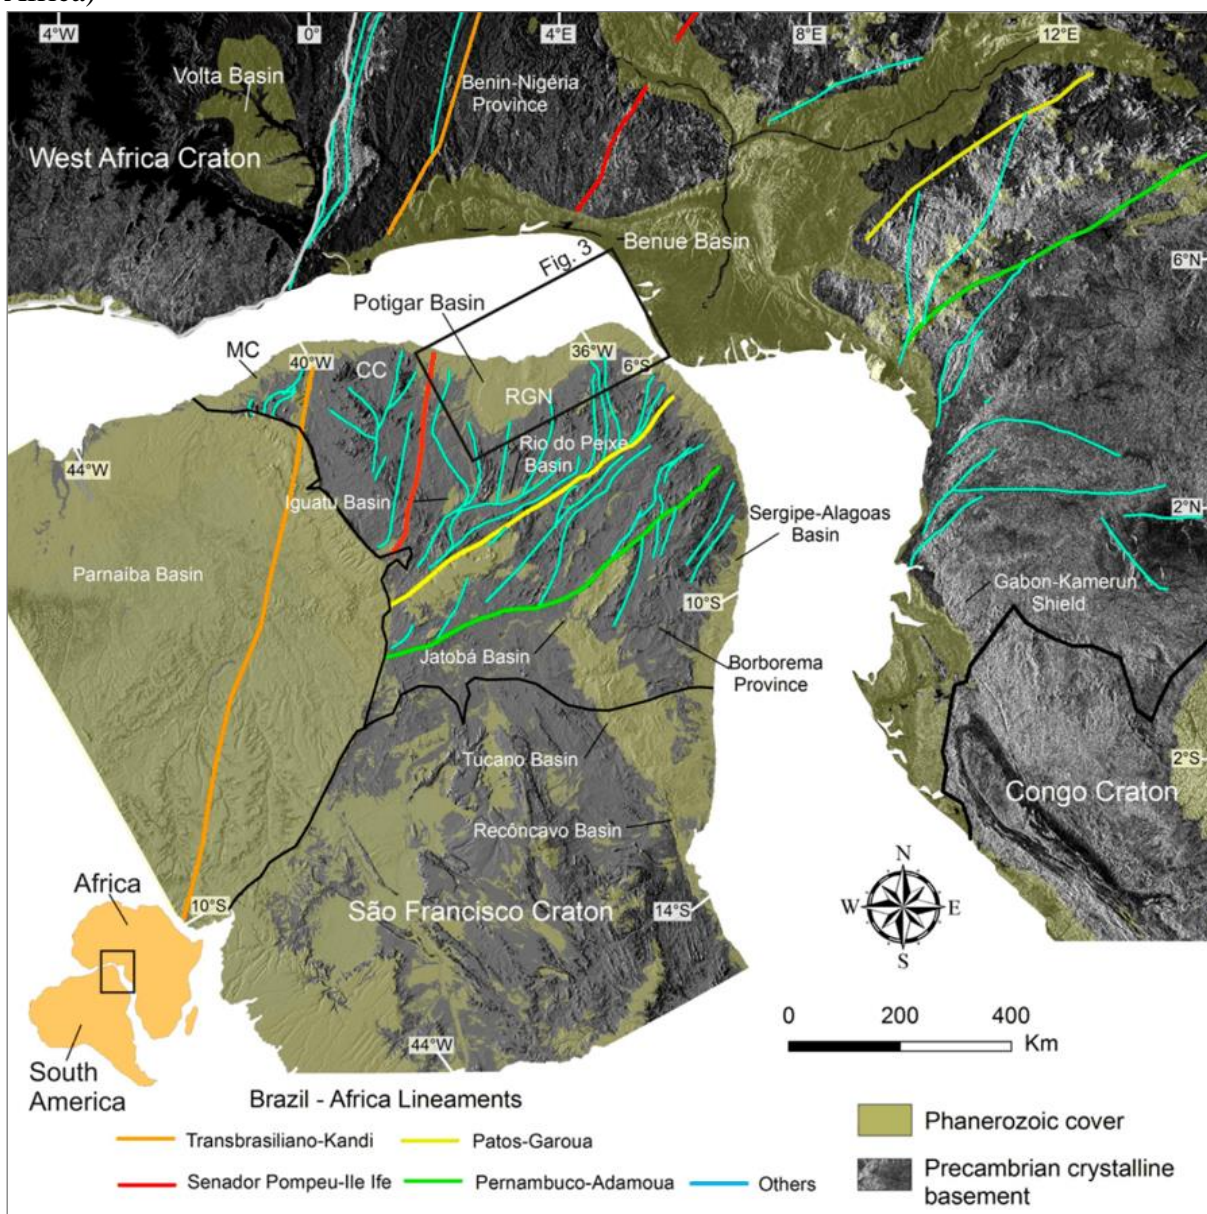 4°W
0°
4°E
8°E
12°E
Volta Basin
Benin-Nigéria
Province
West Africa Craton
Benue Basin
6°N
Fig. 3
Potigar Basin
MC
40°W
CC
36°W
6°S
RGN
44°W
Rio do Peixe
Basin
Iguatu Basin
Sergipe-Alagoas
Basin
2°N
Parnaíba Basin
10°S
Gabon-Kamerun
Shield
Jatobá Basin
Borborema
Province
Tucano Basin
2°S
Congo Craton
Recôncavo Basin
N
W
E
S
Africa
10°S
São Francisco Craton
14°S
0
200
400
Km
44°W
South
America
Brazil - Africa Lineaments
Transbrasiliano-Kandi
Patos-Garoua
Senador Pompeu-Ile Ife
Pernambuco-Adamoua
Others
Phanerozoic cover
Precambrian crystalline
basement